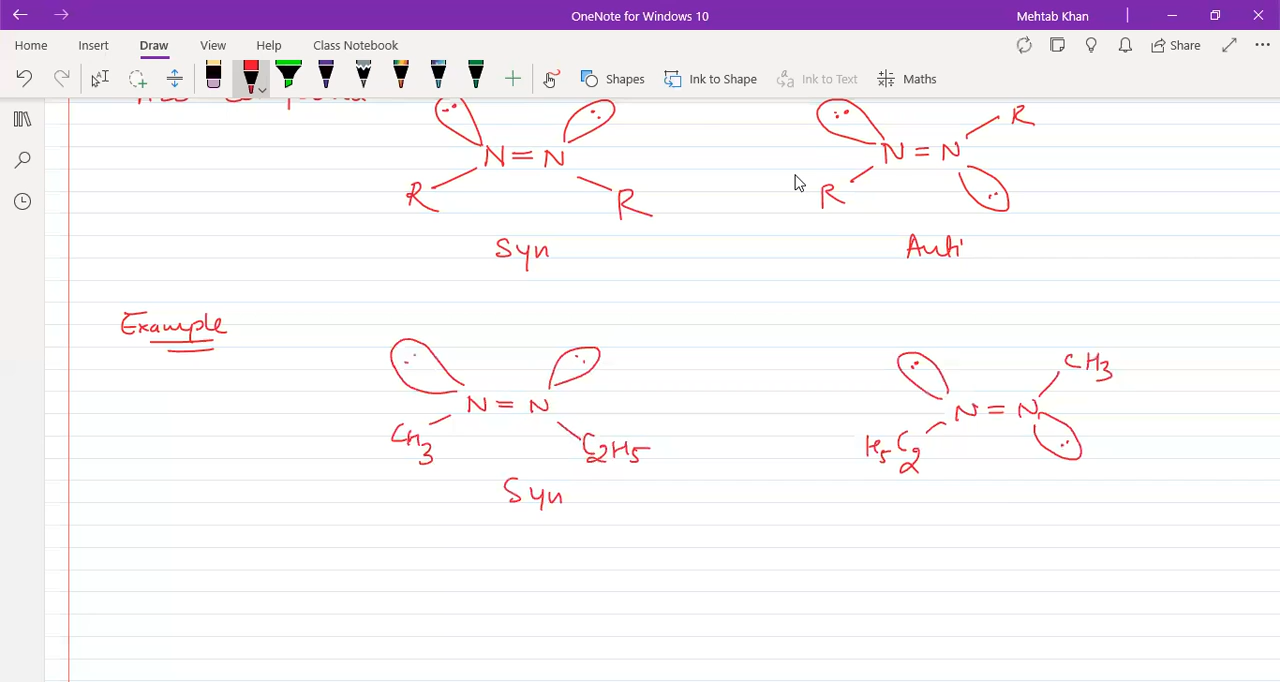 OneNote for Windows 10
Mehtab Khan
Home Insert Draw View Help Class Notebook Share
Shapes Ink to Shape Ink to Text Maths
N = N N = N
R R R R
Syn Anti
Example
N = N N = N
CH3 C2H5 H5C2 CH3
Syn